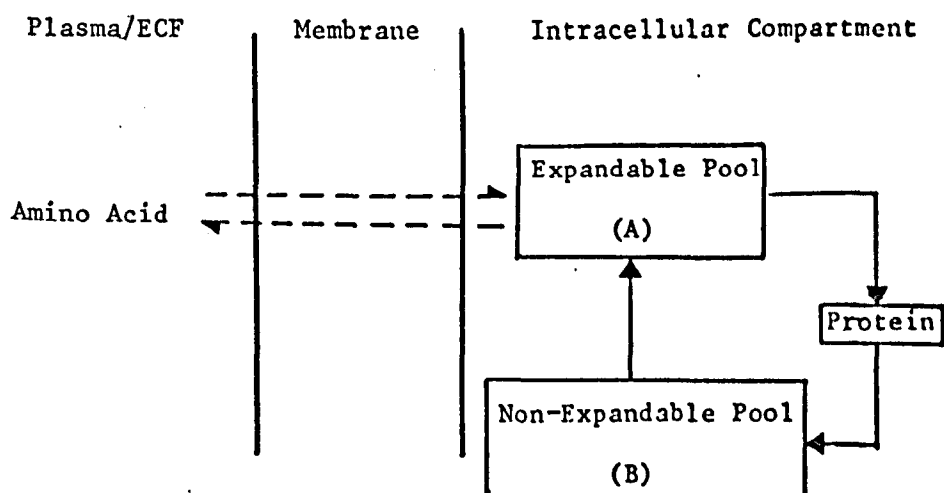 Plasma/ECF
Membrane
Intracellular Compartment
Expandable Pool
(A)
Amino Acid
Protein
Non-Expandable Pool
(B)